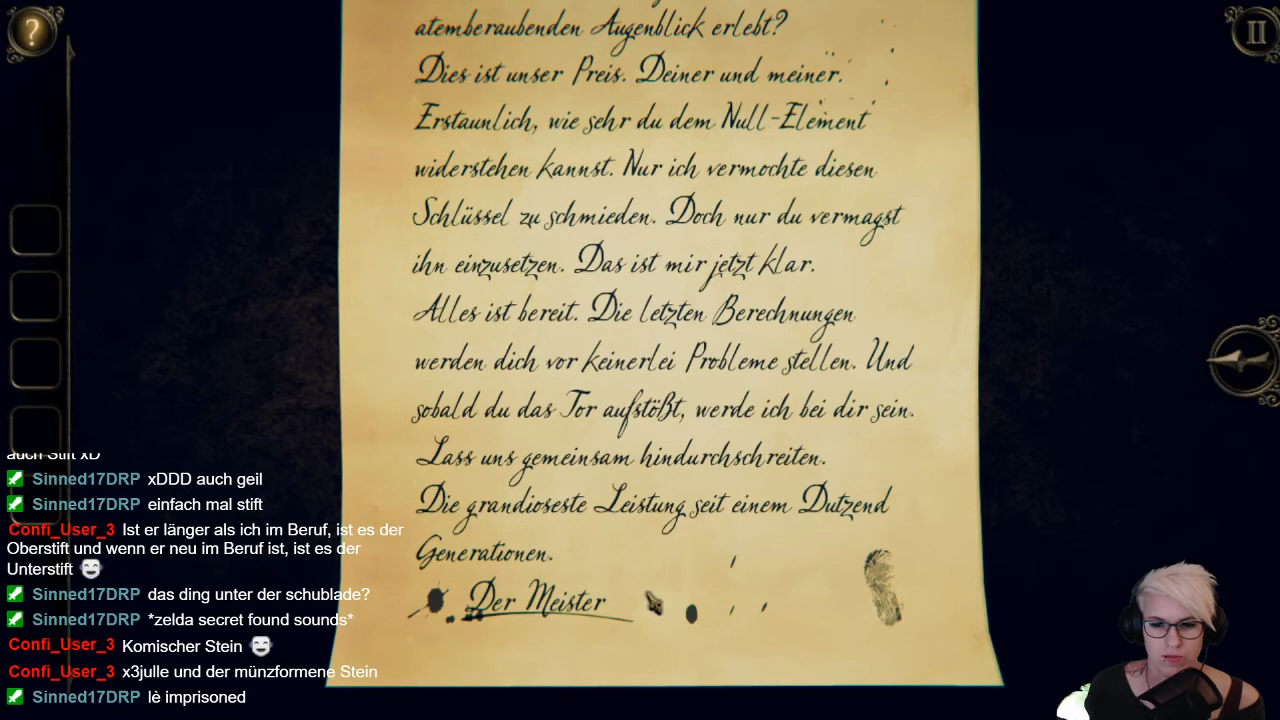 atemberaubenden Augenblick erlebt?
Dies ist unser Preis. Deiner und meiner.
Erstaunlich, wie sehr du dem Null-Element
widerstehen kannst. Nur ich vermochte diesen
Schlüssel zu schmieden. Doch nur du vermagst
ihn einzusetzen. Das ist mir jetzt klar.
Alles ist bereit. Die letzten Berechnungen
werden dich vor keinerlei Probleme stellen. Und
sobald du das Tor aufstößt, werde ich bei dir sein.
Lass uns gemeinsam hindurchschreiten.
Die grandioseste Leistung seit einem Dutzend
Generationen.
Der Meister
auch Stift xD
Sinned17DRP xDDD auch geil
Sinned17DRP einfach mal stift
Confi_User_3 Ist er länger als ich im Beruf, ist es der
Oberstift und wenn er neu im Beruf ist, ist es der
Unterstift
Sinned17DRP das ding unter der schublade?
Sinned17DRP *zelda secret found sounds*
Confi_User_3 Komischer Stein
Confi_User_3 x3julle und der münzformene Stein
Sinned17DRP lè imprisoned
?